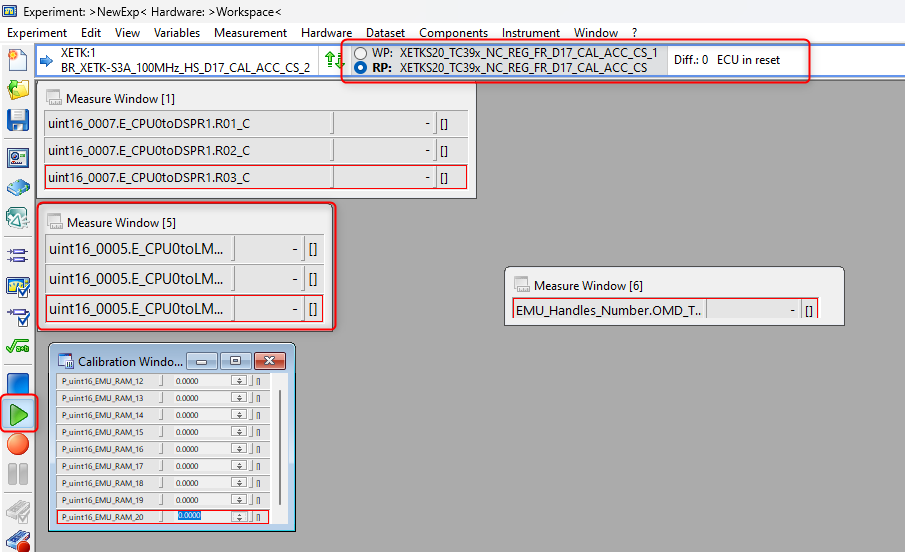 Experiment: >NewExp< Hardware: >Workspace<
Experiment Edit View Variables Measurement Hardware Dataset Components Instrument Window ?
XETK:1
BR_XETK-S3A_100MHz_HS_D17_CAL_ACC_CS_2
WP: XETKS20_TC39x_NC_REG_FR_D17_CAL_ACC_CS_1
RP: XETKS20_TC39x_NC_REG_FR_D17_CAL_ACC_CS
Diff.: 0 ECU in reset
Measure Window [1]
uint16_0007.E_CPU0toDSPR1.R01_C - []
uint16_0007.E_CPU0toDSPR1.R02_C - []
uint16_0007.E_CPU0toDSPR1.R03_C - []
Measure Window [5]
uint16_0005.E_CPU0toLM... - []
uint16_0005.E_CPU0toLM... - []
uint16_0005.E_CPU0toLM... - []
Measure Window [6]
EMU_Handles_Number.OMD_T.. - []
Calibration Windo...
P_uint16_EMU_RAM_12 0.0000 []
P_uint16_EMU_RAM_13 0.0000 []
P_uint16_EMU_RAM_14 0.0000 []
P_uint16_EMU_RAM_15 0.0000 []
P_uint16_EMU_RAM_16 0.0000 []
P_uint16_EMU_RAM_17 0.0000 []
P_uint16_EMU_RAM_18 0.0000 []
P_uint16_EMU_RAM_19 0.0000 []
P_uint16_EMU_RAM_20 0.0000 []